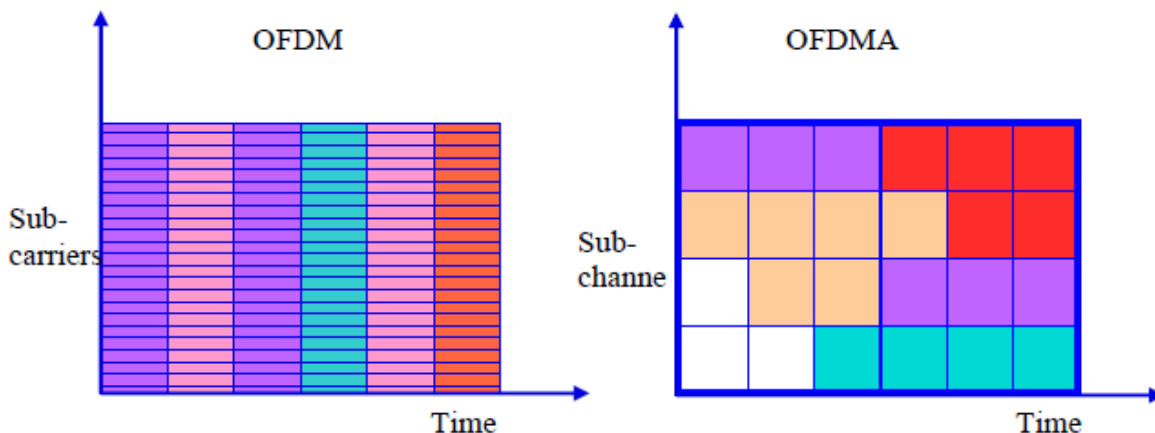 OFDM
Sub-
carriers
Time
OFDMA
Sub-
channe
Time